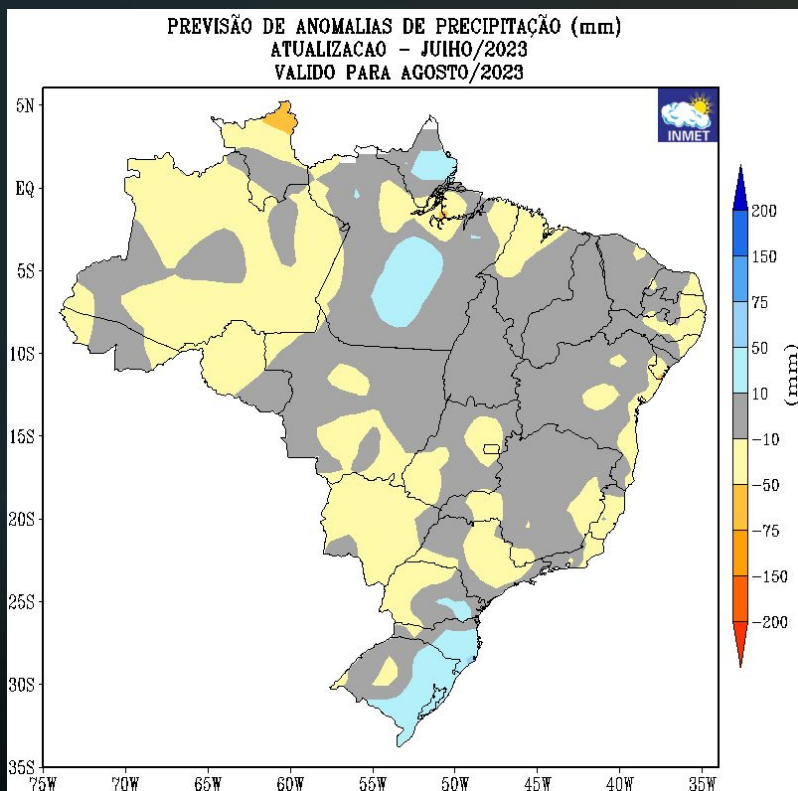 PREVISÃO DE ANOMALIAS DE PRECIPITAÇÃO (mm)
ATUALIZACAO - JUlHO/2023
VALIDO PARA AGOSTO/2023
INMET
5N
EQ
5S
10S
15S
20S
25S
30S
35S
75W 70W 65W 60W 55W 50W 45W 40W 35W
200
150
75
50
10
-10
-50
-75
-150
-200
(mm)